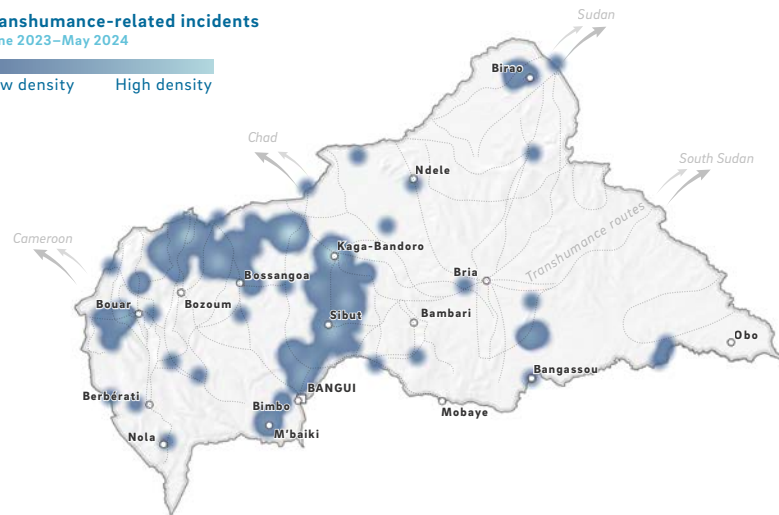 anshumance-related incidents
ne 2023–May 2024
w density High density
Sudan
Birao
Chad
Ndele
South Sudan
Transhumance routes
Cameroon
Kaga-Bandoro
Bossangoa
Bria
Bozoum
Bouar
Sibut
Bambari
Obo
Bangassou
BANGUI
Berbérati
Bimbo
Mobaye
M'baiki
Nola